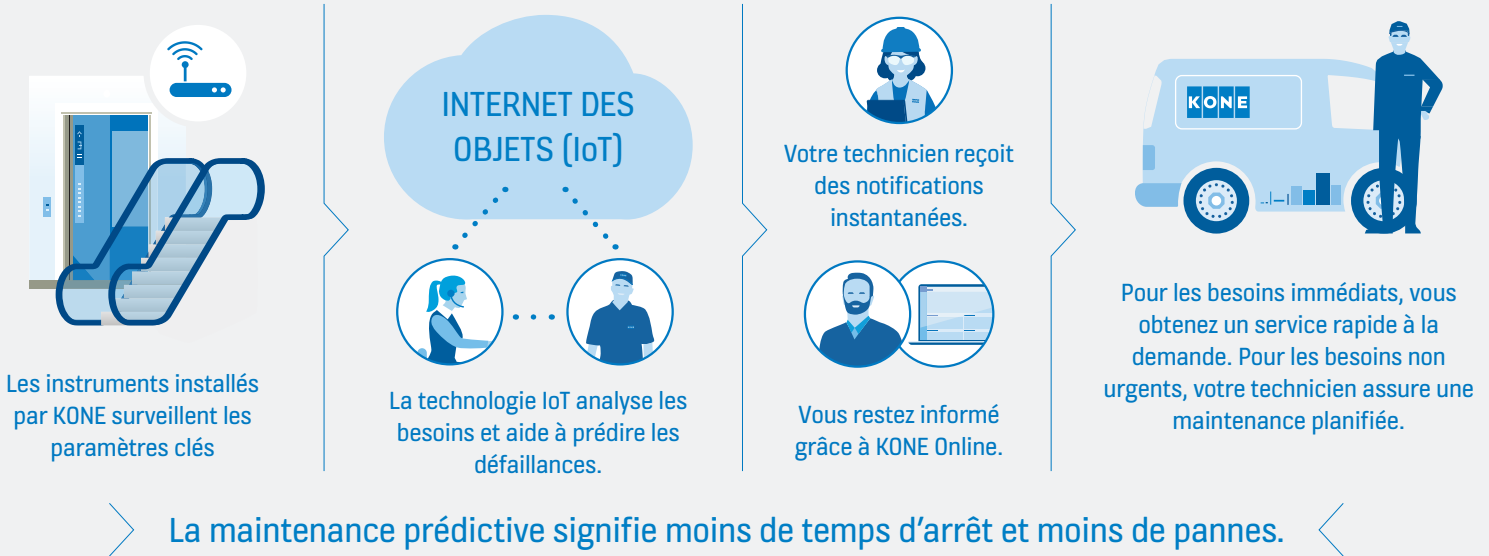 Les instruments installés
par KONE surveillent les
paramètres clés
INTERNET DES
OBJETS (IoT)
La technologie IoT analyse les
besoins et aide à prédire les
défaillances.
Votre technicien reçoit
des notifications
instantanées.
Vous restez informé
grâce à KONE Online.
KONE
Pour les besoins immédiats, vous
obtenez un service rapide à la
demande. Pour les besoins non
urgents, votre technicien assure une
maintenance planifiée.
La maintenance prédictive signifie moins de temps d’arrêt et moins de pannes.